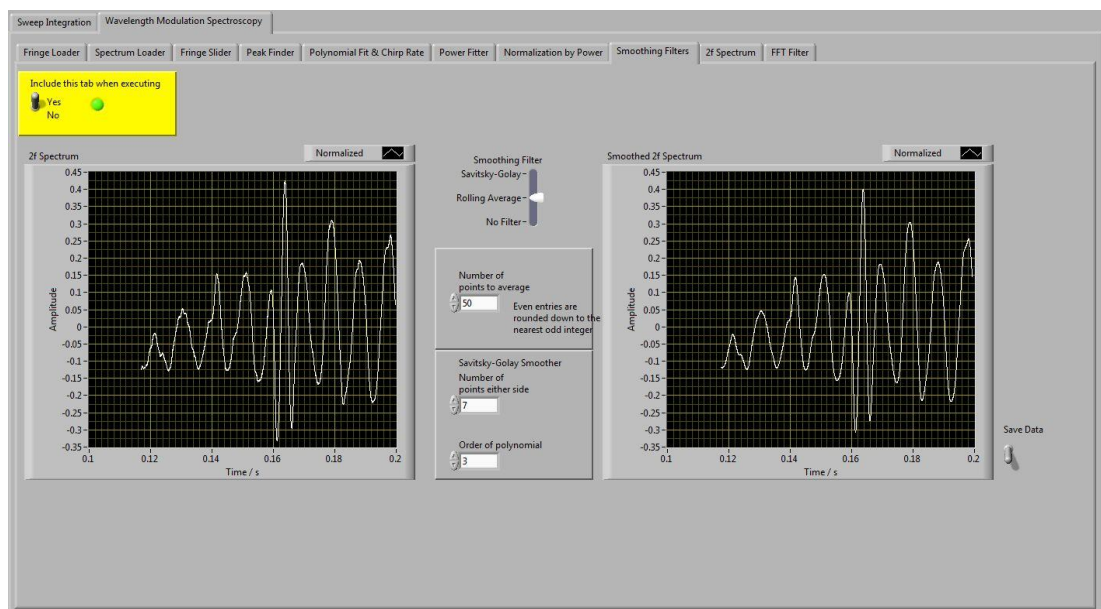 Sweep Integration Wavelength Modulation Spectroscopy
Fringe Loader Spectrum Loader Fringe Slider Peak Finder Polynomial Fit & Chirp Rate Power Fitter Normalization by Power Smoothing Filters 2f Spectrum FFT Filter
Include this tab when executing
Yes
No
2f Spectrum
Normalized
0.45
0.4
0.35
0.3
0.25
0.2
0.15
0.1
0.05
0
-0.05
-0.1
-0.15
-0.2
-0.25
-0.3
-0.35
Amplitude
0.1 0.12 0.14 0.16 0.18 0.2
Time / s
Smoothing Filter
Savitsky-Golay
Rolling Average
No Filter
Number of
points to average
50
Even entries are
rounded down to the
nearest odd integer
Savitsky-Golay Smoother
Number of
points either side
7
Order of polynomial
3
Smoothed 2f Spectrum
Normalized
0.45
0.4
0.35
0.3
0.25
0.2
0.15
0.1
0.05
0
-0.05
-0.1
-0.15
-0.2
-0.25
-0.3
-0.35
Amplitude
0.1 0.12 0.14 0.16 0.18 0.2
Time / s
Save Data